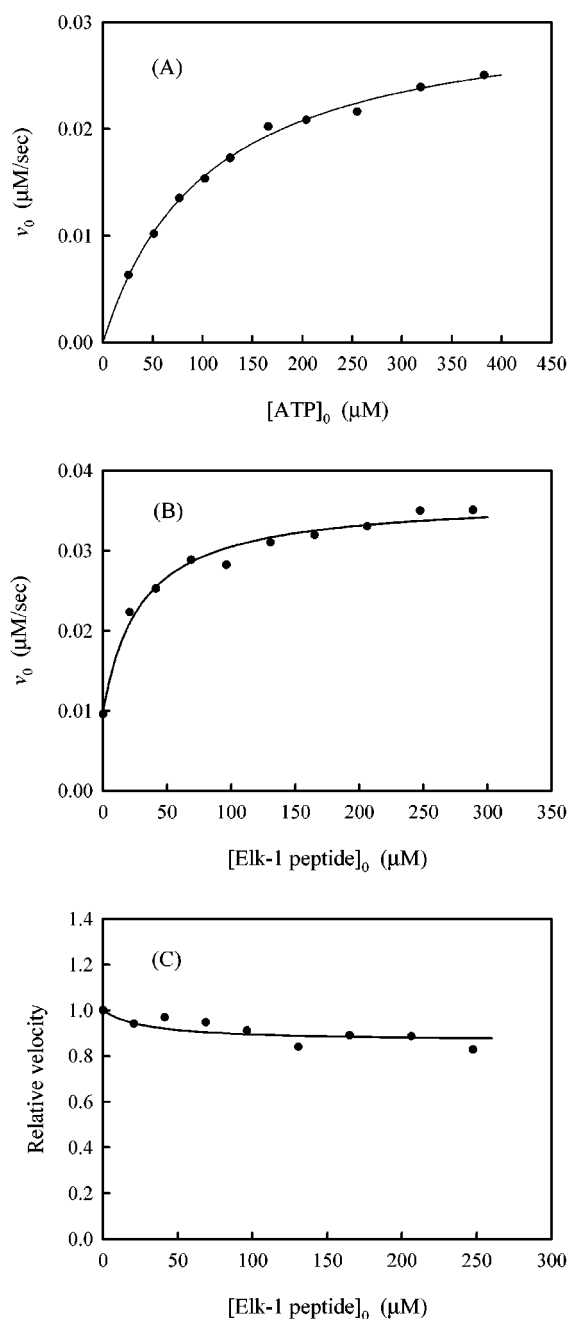 (A)
v₀ (μM/sec)
0.03
0.02
0.01
0.00
0 50 100 150 200 250 300 350 400 450
[ATP]₀ (μM)
(B)
v₀ (μM/sec)
0.04
0.03
0.02
0.01
0.00
0 50 100 150 200 250 300 350
[Elk-1 peptide]₀ (μM)
(C)
Relative velocity
1.4
1.2
1.0
0.8
0.6
0.4
0.2
0.0
0 50 100 150 200 250 300
[Elk-1 peptide]₀ (μM)